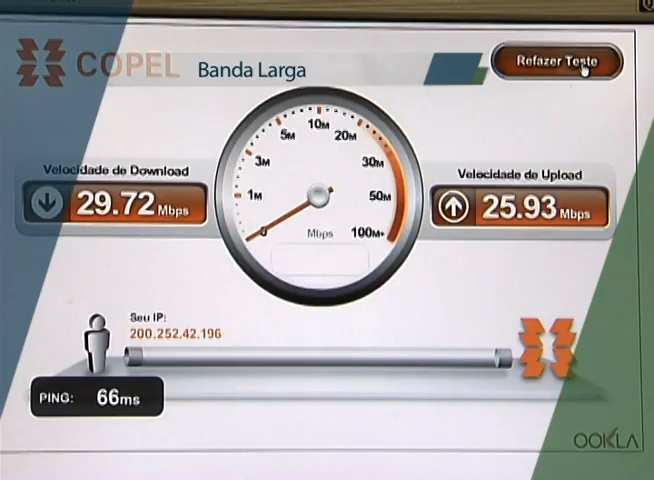 COPEL Banda Larga
Refazer Teste
Velocidade de Download
29.72 Mbps
Velocidade de Upload
25.93 Mbps
0
1M
3M
5M
10M
20M
30M
50M
100M+
Mbps
Seu IP:
200.252.42.196
PING: 66ms
OOKLA